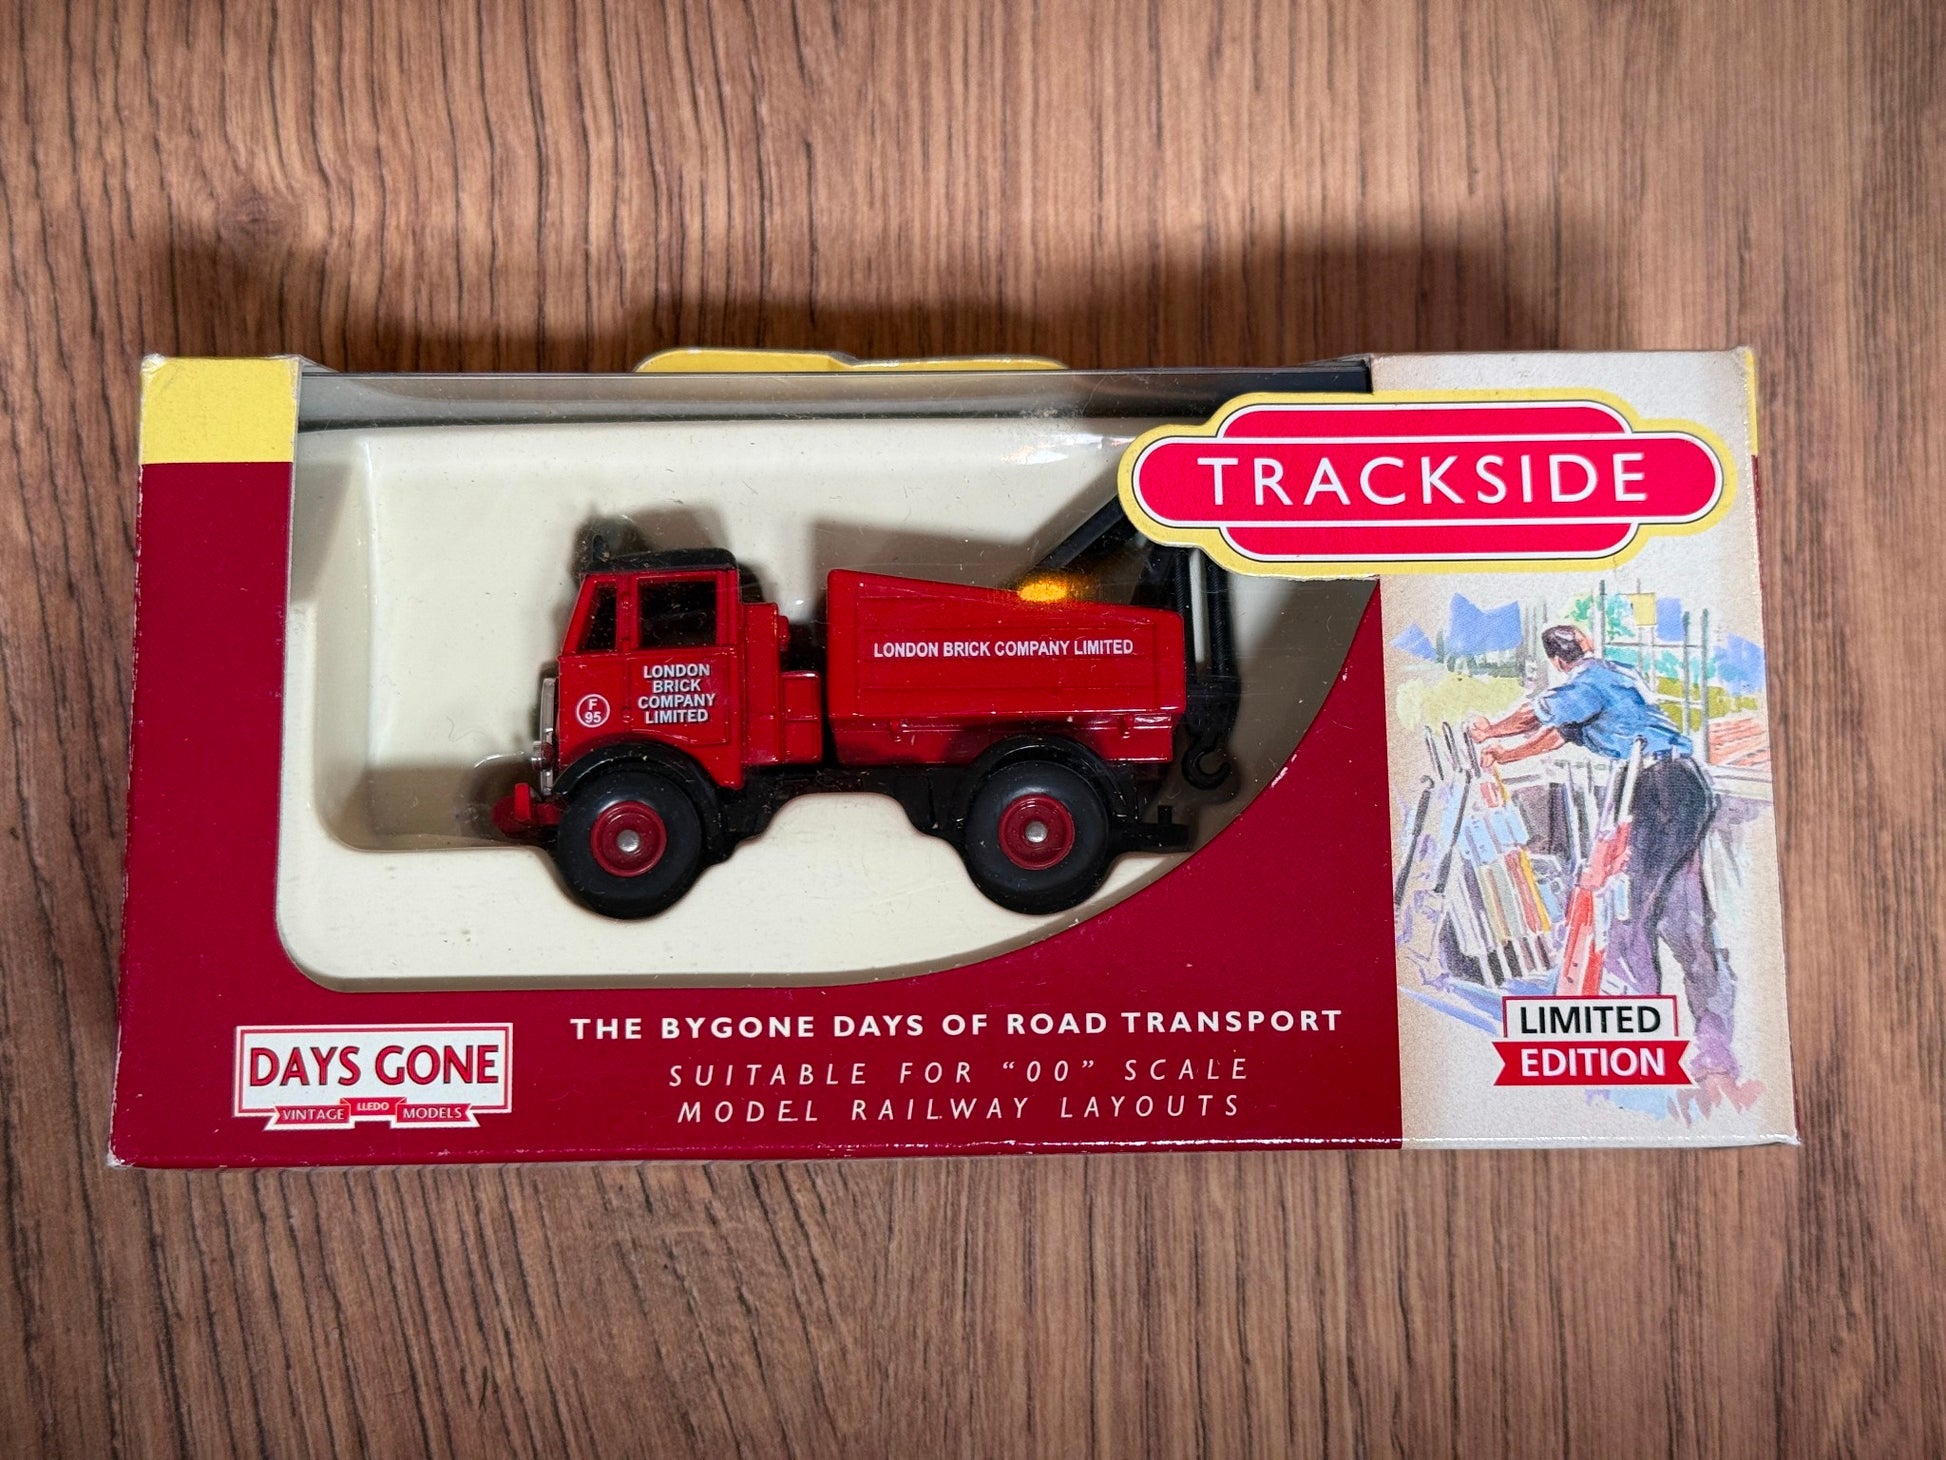 TRACKSIDE
LONDON BRICK COMPANY LIMITED
LONDON
BRICK
COMPANY
LIMITED
F
95
DAYS GONE
VINTAGE LLEDO MODELS
THE BYGONE DAYS OF ROAD TRANSPORT
SUITABLE FOR "00" SCALE
MODEL RAILWAY LAYOUTS
LIMITED
EDITION